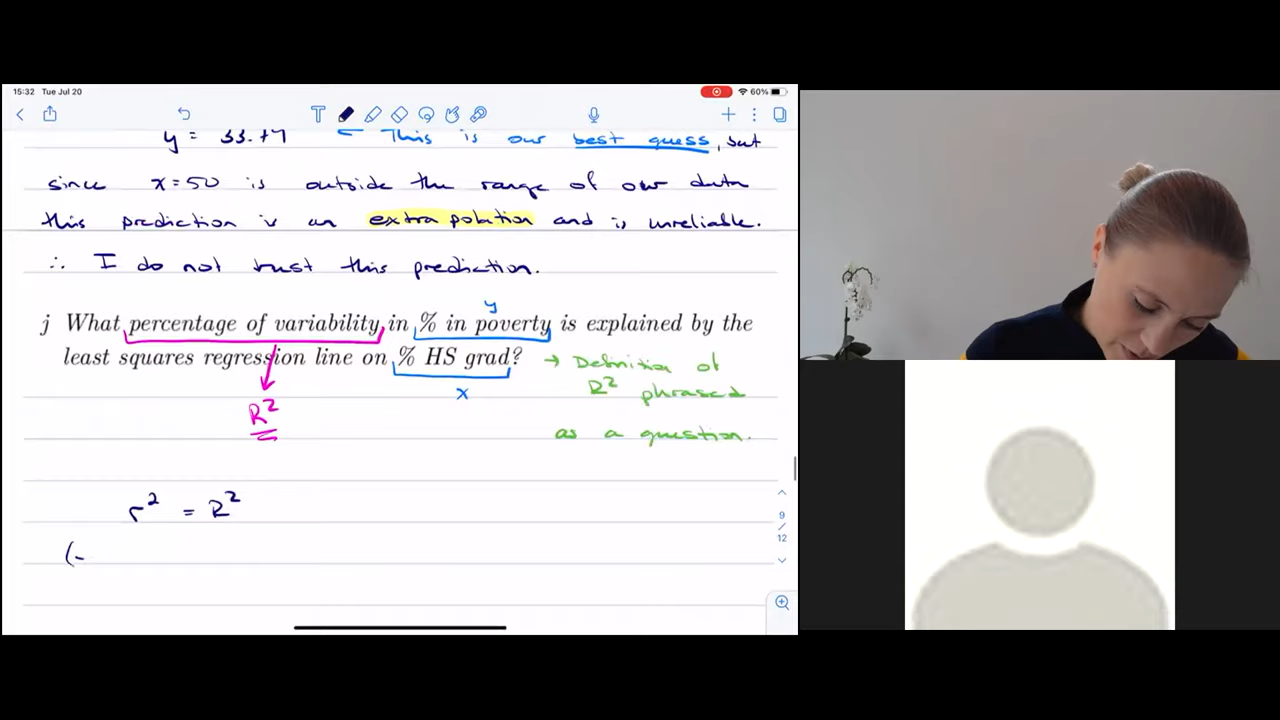 15:32 Tue Jul 20
60%
y = 33.79 ← This is our best guess, but
since x=50 is outside the range of our data
this prediction is an extrapolation and is unreliable.
∴ I do not trust this prediction.
y
j What percentage of variability in % in poverty is explained by the
least squares regression line on % HS grad?
→ Definition of
R² phrased
as a question.
x
R²
r² = R²
(-
9
/
12